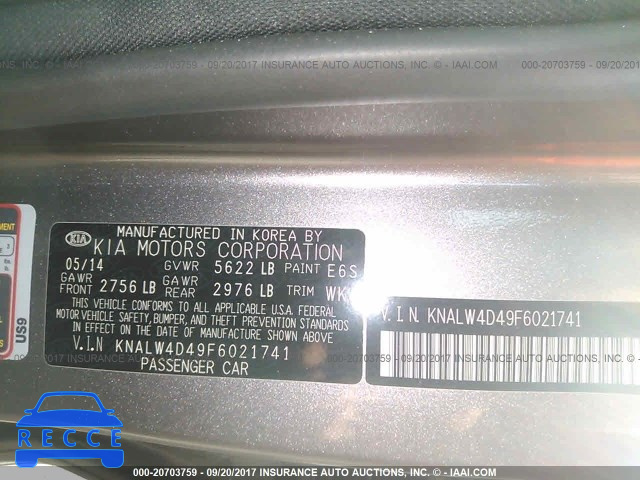 000-20703759 - 09/20/2017 INSURANCE AUTO AUCTIONS, INC. - © - IAAI.COM
MANUFACTURED IN KOREA BY
KIA KIA MOTORS CORPORATION
05/14 GVWR 5622 LB PAINT E6S
GAWR FRONT 2756 LB GAWR REAR 2976 LB TRIM
THIS VEHICLE CONFORMS TO ALL APPLICABLE U.S.A. FEDERAL
MOTOR VEHICLE SAFETY, BUMPER, AND THEFT PREVENTION STANDARDS
IN EFFECT ON THE DATE OF MANUFACTURE SHOWN ABOVE
V.I.N KNALW4D49F6021741
PASSENGER CAR
V.I.N. KNALW4D49F6021741
US9
RECCE
000-20703759 - 09/20/2017 INSURANCE AUTO AUCTIONS, INC. - © - IAAI.COM